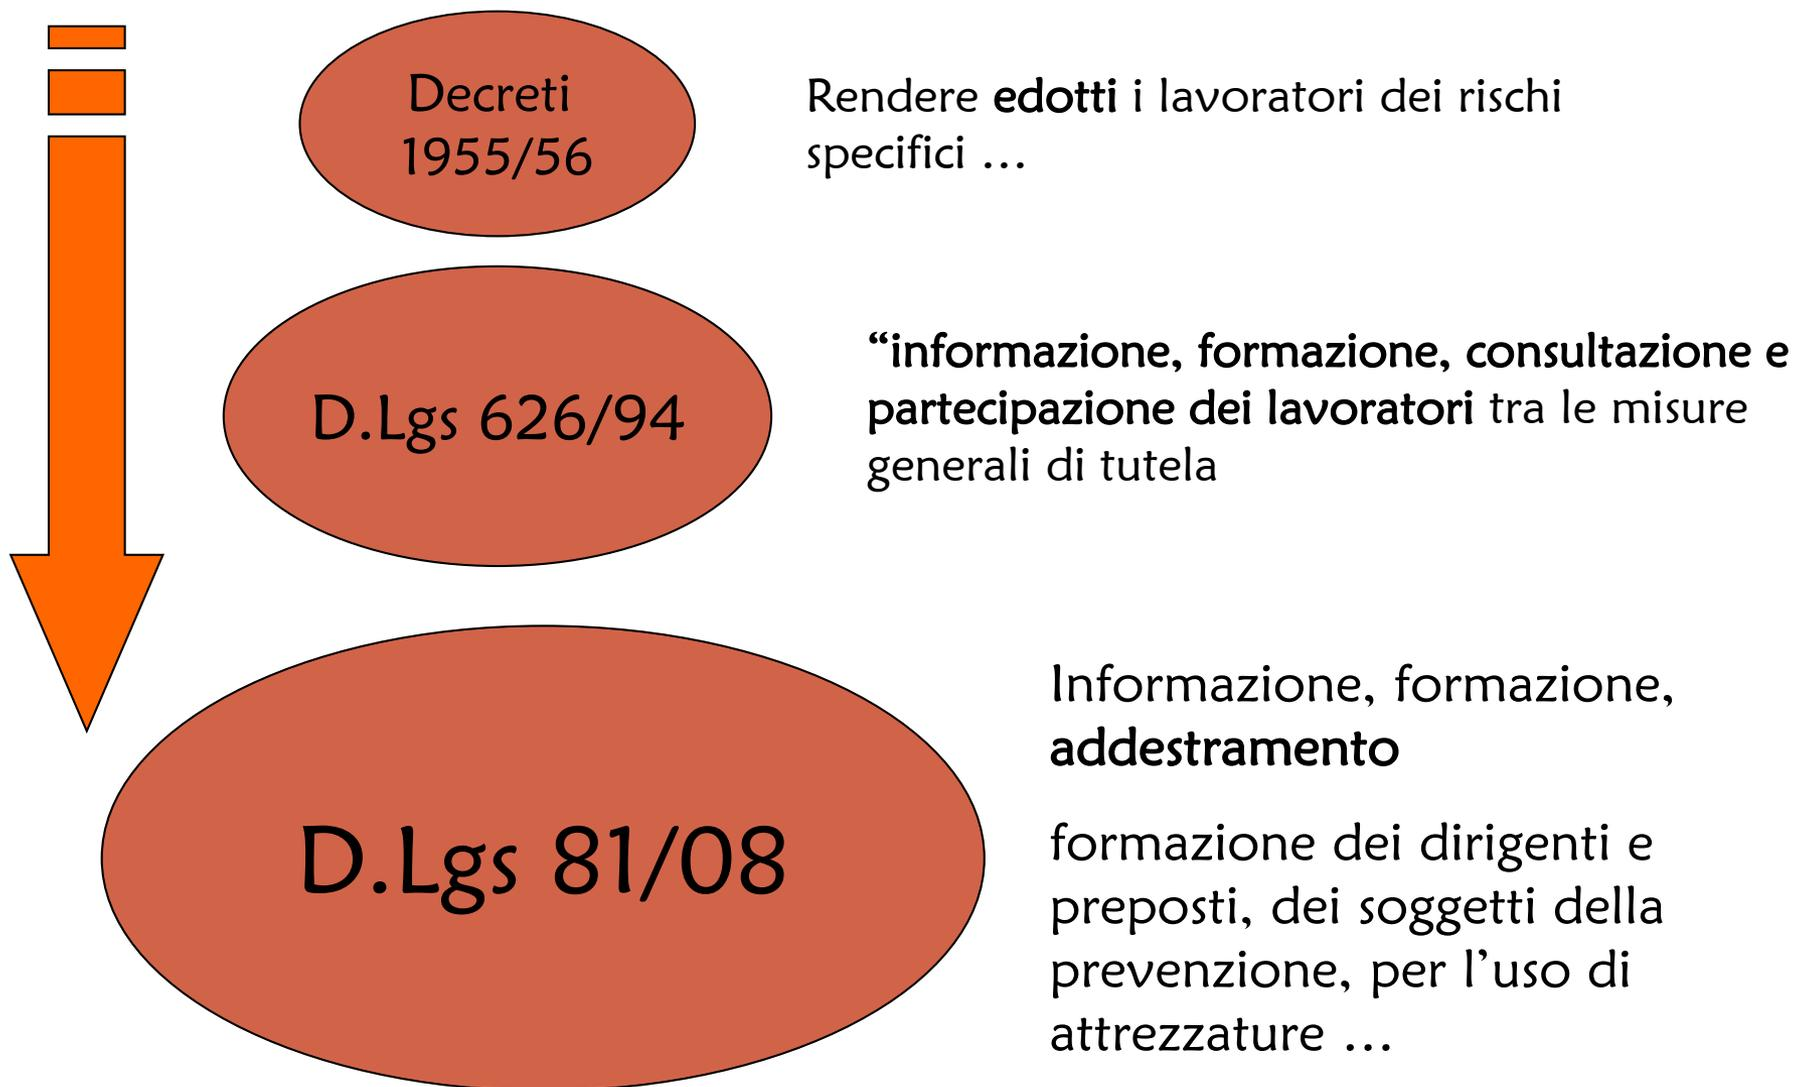 Decreti
1955/56
Rendere edotti i lavoratori dei rischi
specifici …
D.Lgs 626/94
“informazione, formazione, consultazione e
partecipazione dei lavoratori tra le misure
generali di tutela
D.Lgs 81/08
Informazione, formazione,
addestramento
formazione dei dirigenti e
preposti, dei soggetti della
prevenzione, per l’uso di
attrezzature …